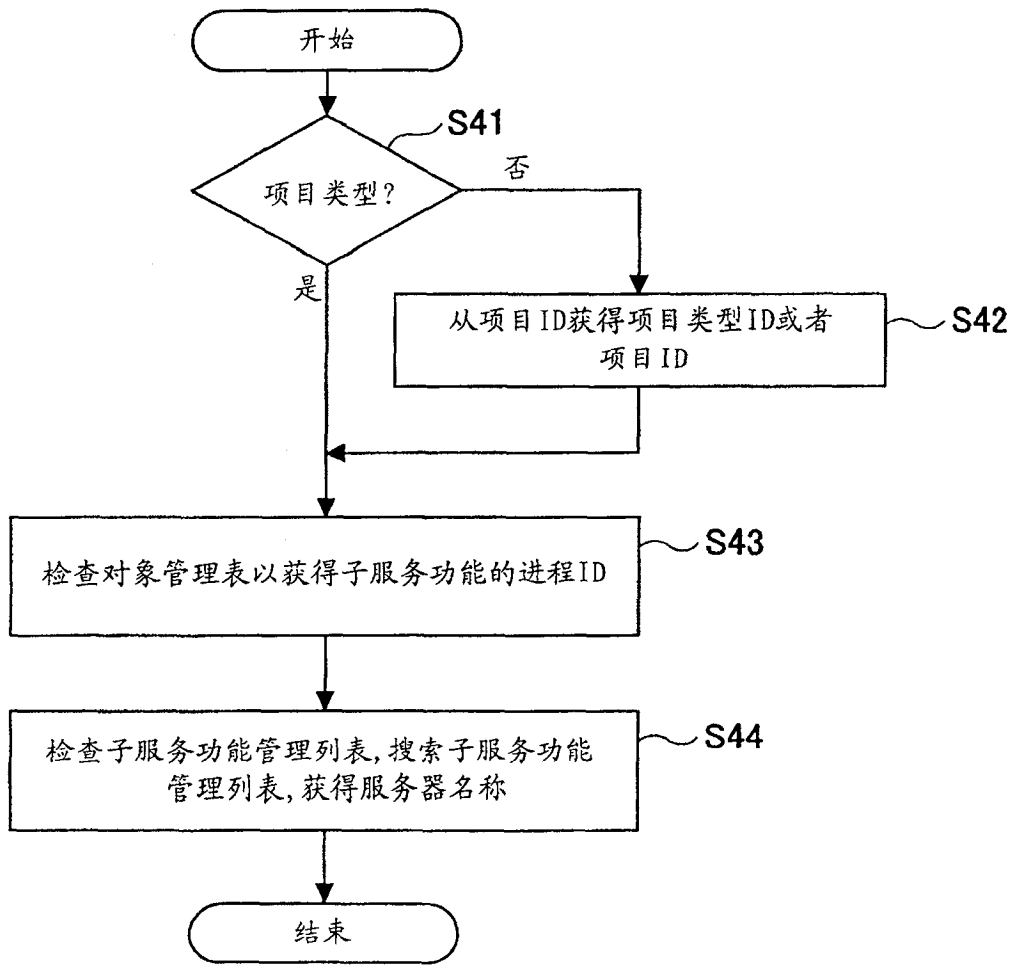 开始
S41
项目类型?
否
是
从项目ID获得项目类型ID或者
项目ID
S42
检查对象管理表以获得子服务功能的进程ID
S43
检查子服务功能管理列表,搜索子服务功能
管理列表,获得服务器名称
S44
结束